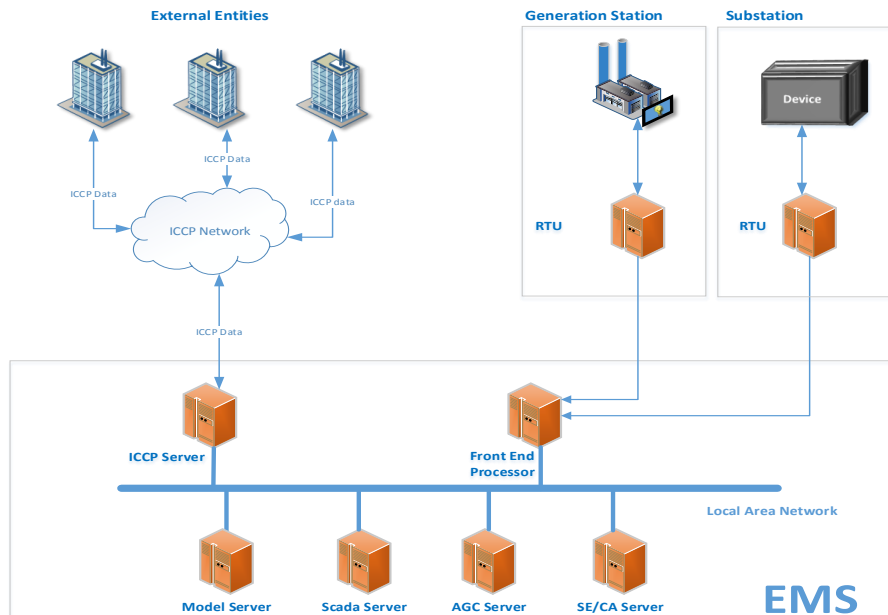 External Entities
Generation Station
Substation
Device
ICCP Data
ICCP Data
ICCP data
ICCP Network
RTU
RTU
ICCP Data
ICCP Server
Front End
Processor
Local Area Network
Model Server
Scada Server
AGC Server
SE/CA Server
EMS